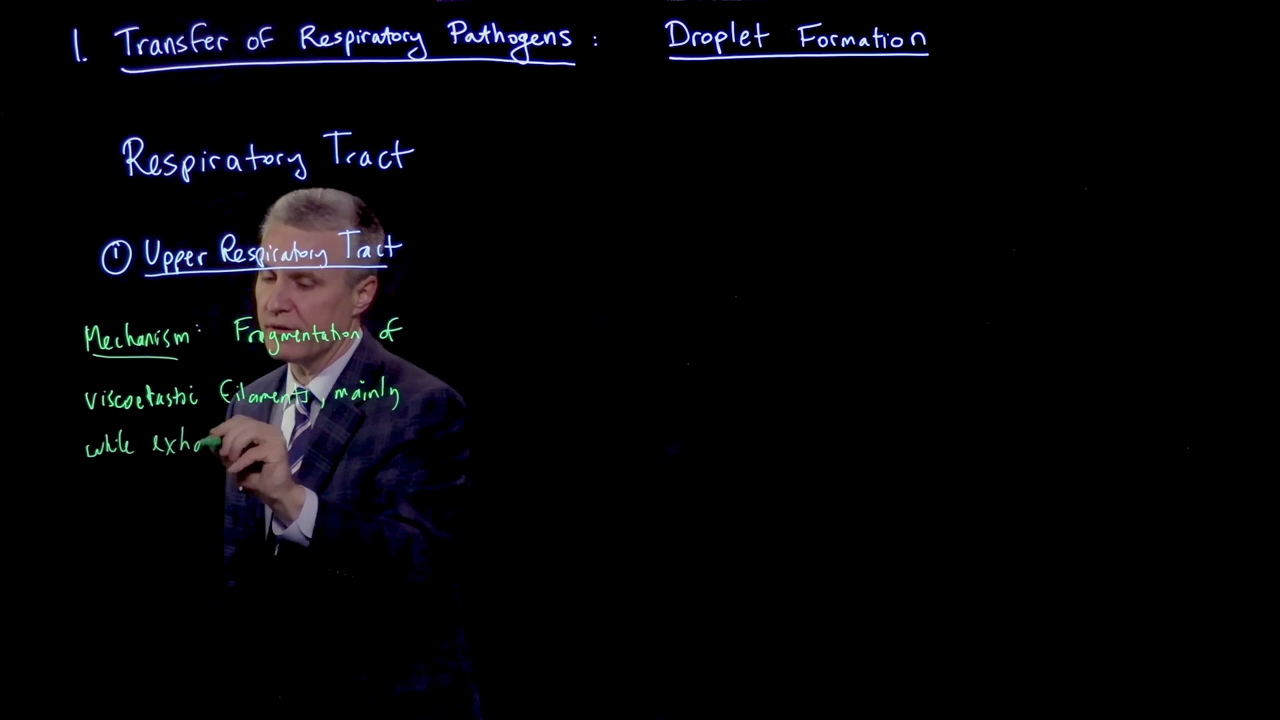 1. Transfer of Respiratory Pathogens : Droplet Formation
Respiratory Tract
① Upper Respiratory Tract
Mechanism: Fragmentation of
viscoelastic filaments, mainly
while exha